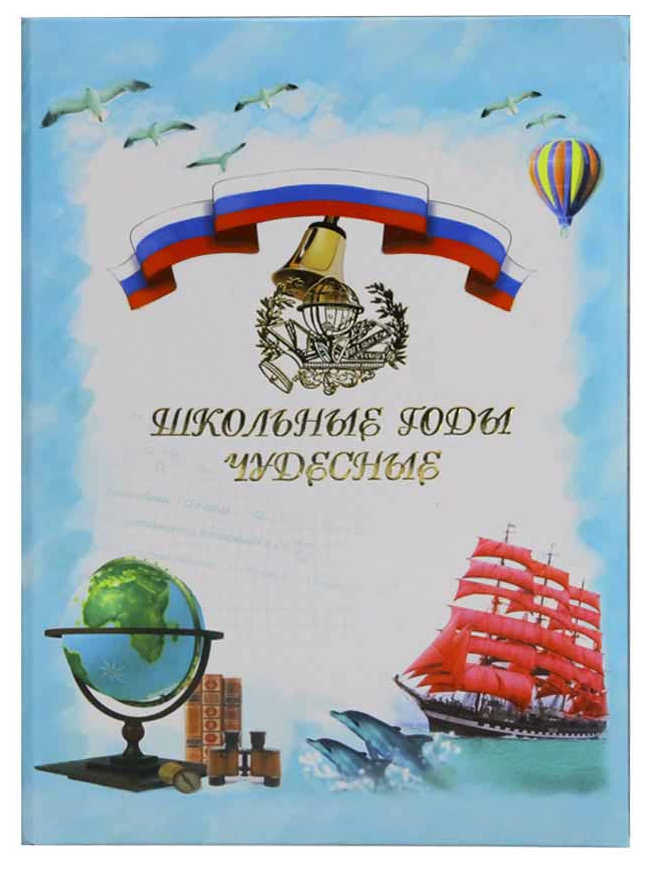 ШКОЛЬНЫЕ ГОДЫ
ЧУДЕСНЫЕ